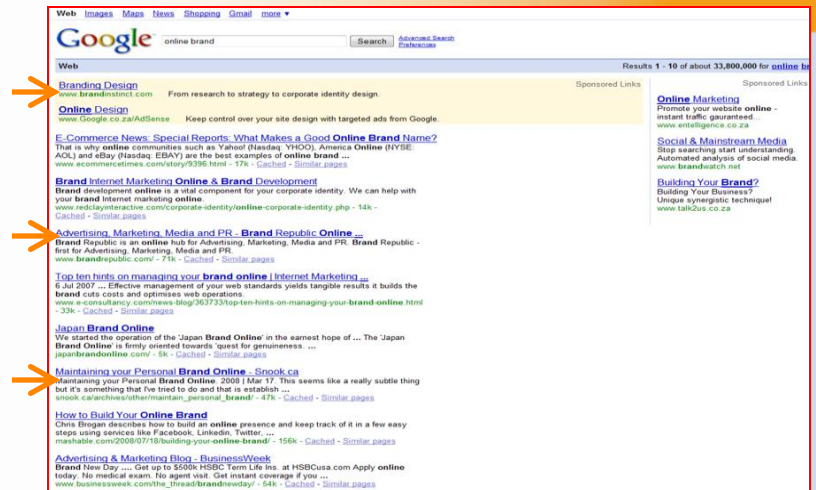 Web Images Maps News Shopping Gmail more ▼
Google online brand Search Advanced Search
Preferences
Web Results 1 - 10 of about 33,800,000 for online br
Branding Design Sponsored Links
www.brandinstinct.com From research to strategy to corporate identity design.
Online Design
www.Google.co.za/AdSense Keep control over your site design with targeted ads from Google.
E-Commerce News: Special Reports: What Makes a Good Online Brand Name?
That is why online communities such as Yahoo! (Nasdaq: YHOO), America Online (NYSE:
AOL) and eBay (Nasdaq: EBAY) are the best examples of online brand ...
www.ecommercetimes.com/story/9396.html - 17k - Cached - Similar pages
Brand Internet Marketing Online & Brand Development
Brand development online is a vital component for your corporate identity. We can help with
your brand Internet marketing online.
www.redclayinteractive.com/corporate-identity/online-corporate-identity.php - 14k -
Cached - Similar pages
Advertising, Marketing, Media and PR - Brand Republic Online ...
Brand Republic is an online hub for Advertising, Marketing, Media and PR. Brand Republic -
first for Advertising, Marketing, Media and PR.
www.brandrepublic.com/ - 71k - Cached - Similar pages
Top ten hints on managing your brand online | Internet Marketing ...
6 Jul 2007 ... Effective management of your web standards yields tangible results it builds the
brand cuts costs and optimises web operations.
www.e-consultancy.com/news-blog/363733/top-ten-hints-on-managing-your-brand-online.html
- 33k - Cached - Similar pages
Japan Brand Online
We started the operation of the 'Japan Brand Online' in the earnest hope of ... The 'Japan
Brand Online' is firmly oriented towards 'quest for genuineness. ...
japanbrandonline.com/ - 5k - Cached - Similar pages
Maintaining your Personal Brand Online - Snook.ca
Maintaining your Personal Brand Online. 2008 | Mar 17. This seems like a really subtle thing
but it's something that I've tried to do and that is establish ...
snook.ca/archives/other/maintain_personal_brand/ - 47k - Cached - Similar pages
How to Build Your Online Brand
Chris Brogan describes how to build an online presence and keep track of it in a few easy
steps using services like Facebook, Linkedin, Twitter, ...
mashable.com/2008/07/18/building-your-online-brand/ - 156k - Cached - Similar pages
Advertising & Marketing Blog - BusinessWeek
Brand New Day .... Get up to $500k HSBC Term Life Ins. at HSBCusa.com Apply online
today. No medical exam. No agent visit. Get instant coverage if you ...
www.businessweek.com/the_thread/brandnewday/ - 54k - Cached - Similar pages
Sponsored Links
Online Marketing
Promote your website online -
instant traffic gauranteed...
www.entelligence.co.za
Social & Mainstream Media
Stop searching start understanding.
Automated analysis of social media.
www.brandwatch.net
Building Your Brand?
Building Your Business?
Unique synergistic technique!
www.talk2us.co.za